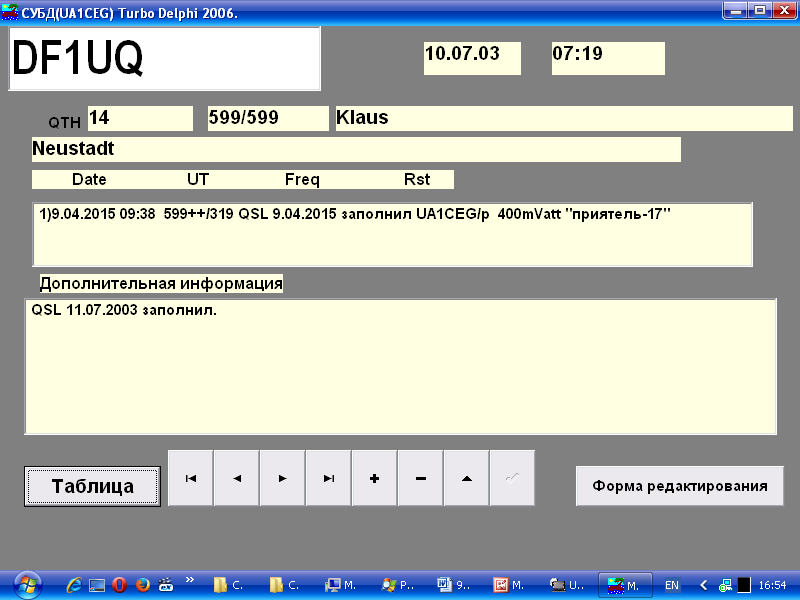 СУБД(UA1CEG) Turbo Delphi 2006.
DF1UQ
10.07.03
07:19
QTH 14 599/599 Klaus
Neustadt
Date UT Freq Rst
1)9.04.2015 09:38 599++/319 QSL 9.04.2015 заполнил UA1CEG/p 400mVatt "приятель-17"
Дополнительная информация
QSL 11.07.2003 заполнил.
Таблица
Форма редактирования
С. С. М. Р.. 9.. М. U.. М. EN 16:54